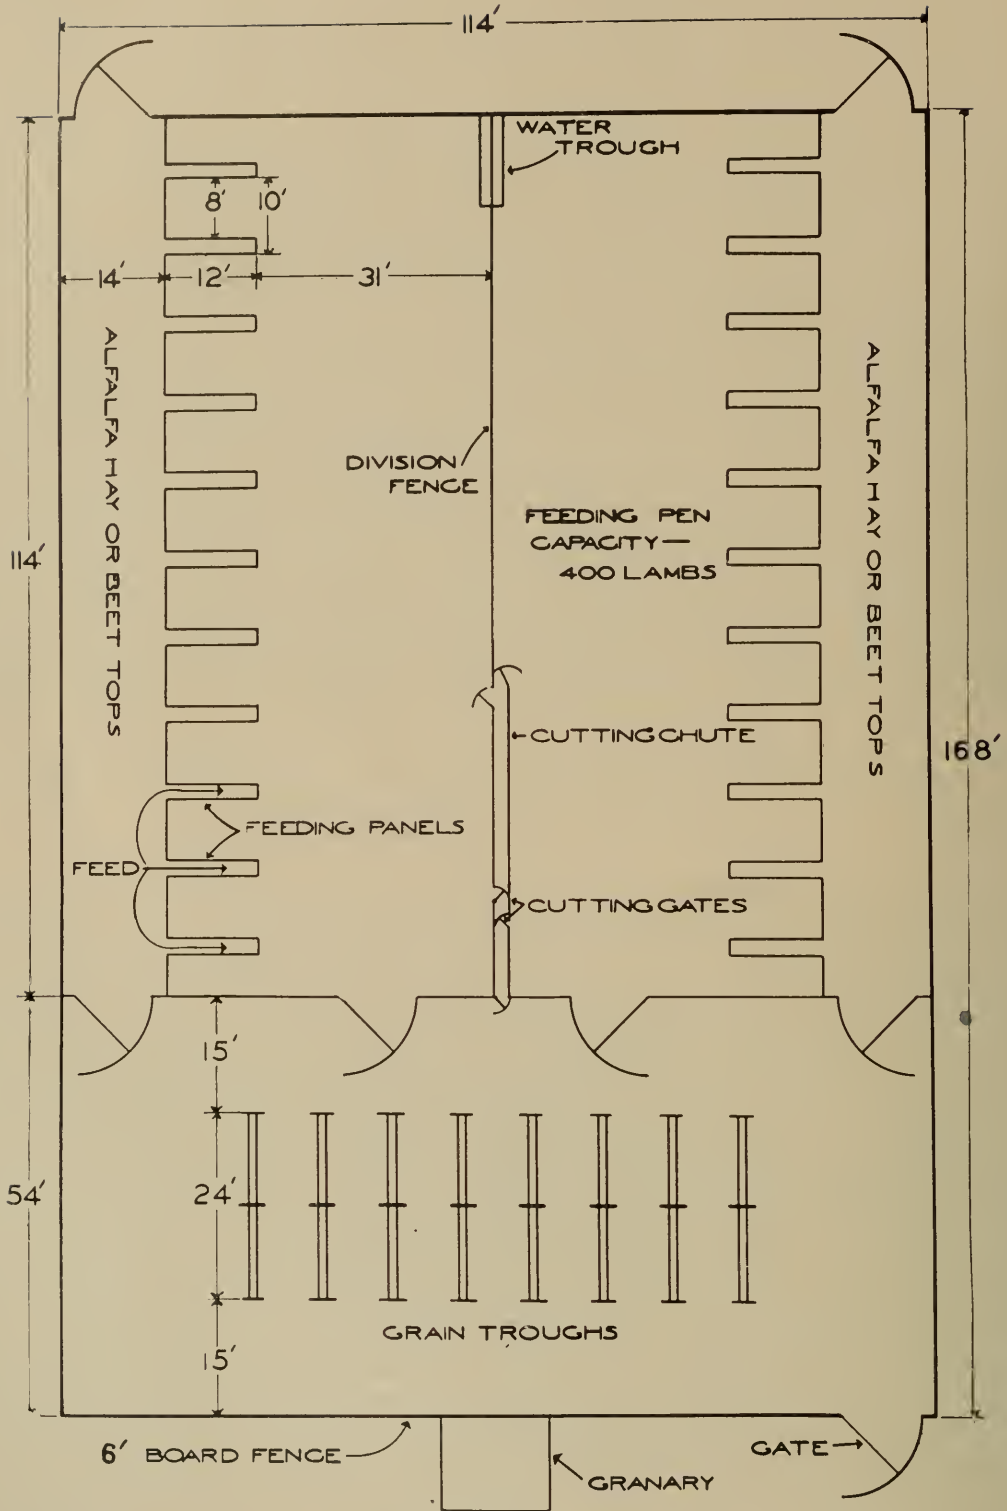 114'
WATER
TROUGH
8'
10'
14'
12'
31'
ALFALFA HAY OR BEET TOPS
ALFALFA HAY OR BEET TOPS
DIVISION
FENCE
FEEDING PEN
CAPACITY—
400 LAMBS
114'
168'
CUTTING CHUTE
FEEDING PANELS
FEED
CUTTING GATES
15'
54'
24'
GRAIN TROUGHS
15'
6' BOARD FENCE
GATE
GRANARY